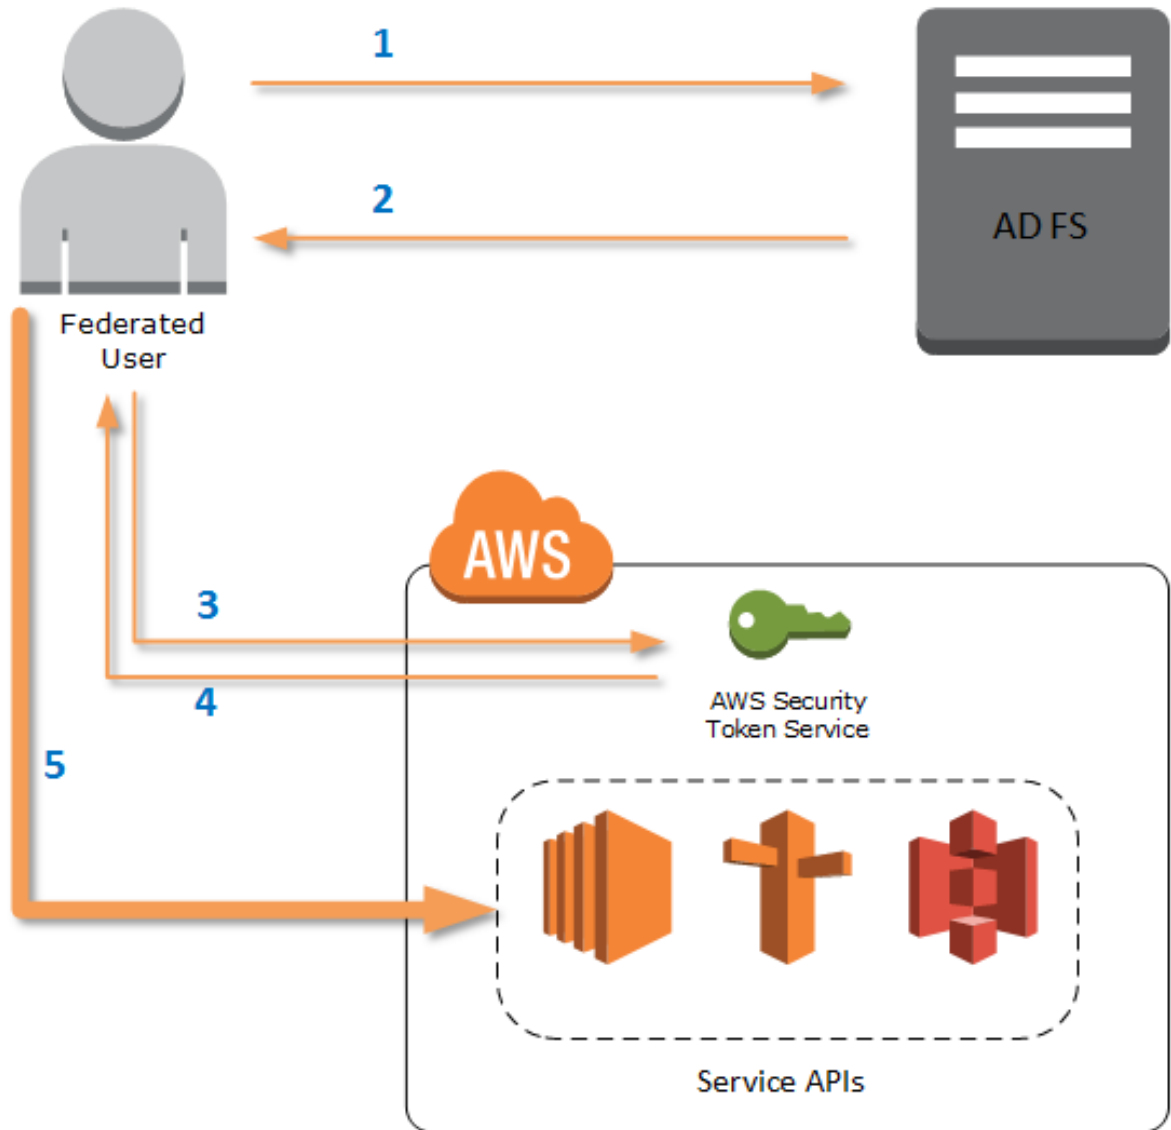 1
2
AD FS
Federated
User
AWS
3
4
AWS Security
Token Service
5
Service APIs